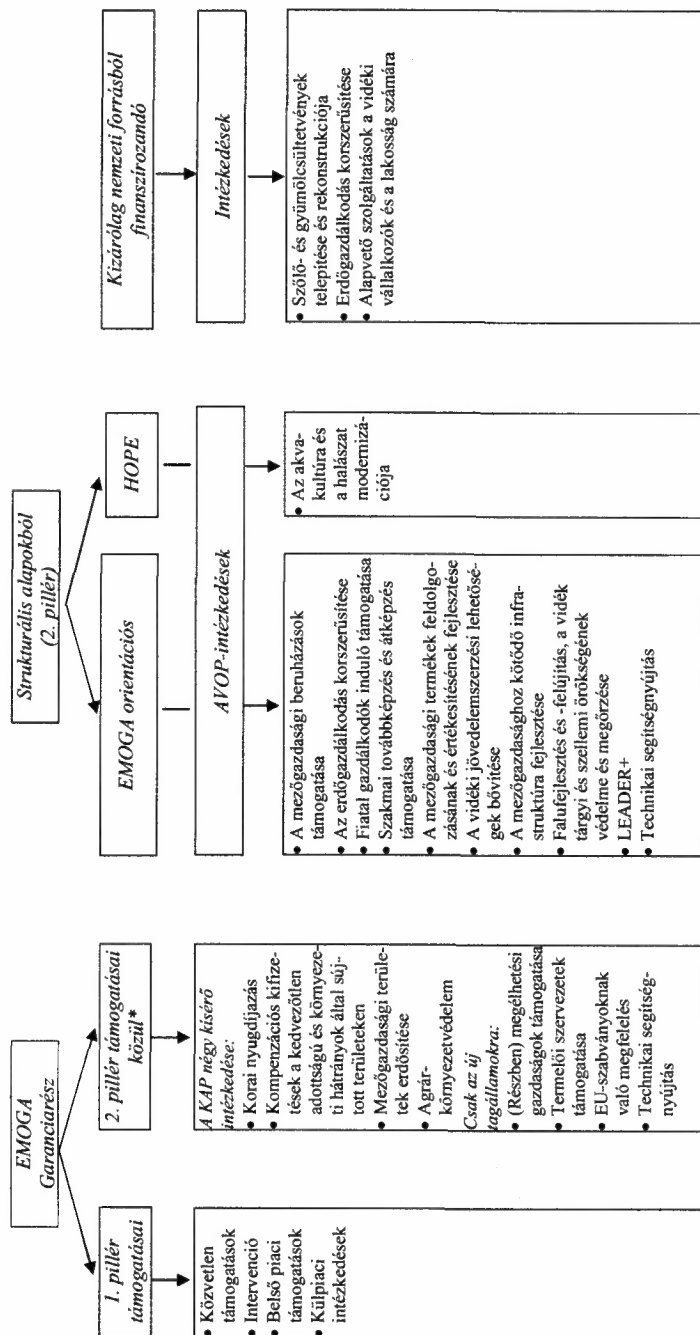 EMOGA
Garanciarész
1. pillér
támogatásai
• Közvetlen
támogatások
• Intervenció
• Belső piaci
támogatások
• Külpiaci
intézkedések
2. pillér támogatásai
közül*
A KAP négy kísérő
intézkedése:
• Korai nyugdíjazás
• Kompenzációs kifize-
tések a kedvezőtlen
adottságú és környeze-
ti hátrányok által súj-
tott területeken
• Mezőgazdasági terüle-
tek erdősítése
• Agrár-
környezetvédelem
Csak az új
tagállamokra:
• (Részben) megélhetési
gazdaságok támogatása
• Termelői szervezetek
támogatása
• EU-szabványoknak
való megfelelés
• Technikai segítség-
nyújtás
Strukturális alapokból
(2. pillér)
EMOGA orientációs
HOPE
AVOP-intézkedések
• A mezőgazdasági beruházások
támogatása
• Az erdőgazdálkodás korszerűsítése
• Fiatal gazdálkodók induló támogatása
• Szakmai továbbképzés és átképzés
támogatása
• A mezőgazdasági termékek feldolgo-
zásának és értékesítésének fejlesztése
• A vidéki jövedelemszerzési lehetősé-
gek bővítése
• A mezőgazdasághoz kötődő infra-
struktúra fejlesztése
• Falufejlesztés és -felújítás, a vidék
tárgyi és szellemi örökségének
védelme és megőrzése
• LEADER+
• Technikai segítségnyújtás
• Az akva-
kultúra és
a halászat
modernizá-
ciója
Kizárólag nemzeti forrásból
finanszírozandó
Intézkedések
• Szőlő- és gyümölcsültetvények
telepítése és rekonstrukciója
• Erdőgazdálkodás korszerűsítése
• Alapvető szolgáltatások a vidéki
vállalkozók és a lakosság számára